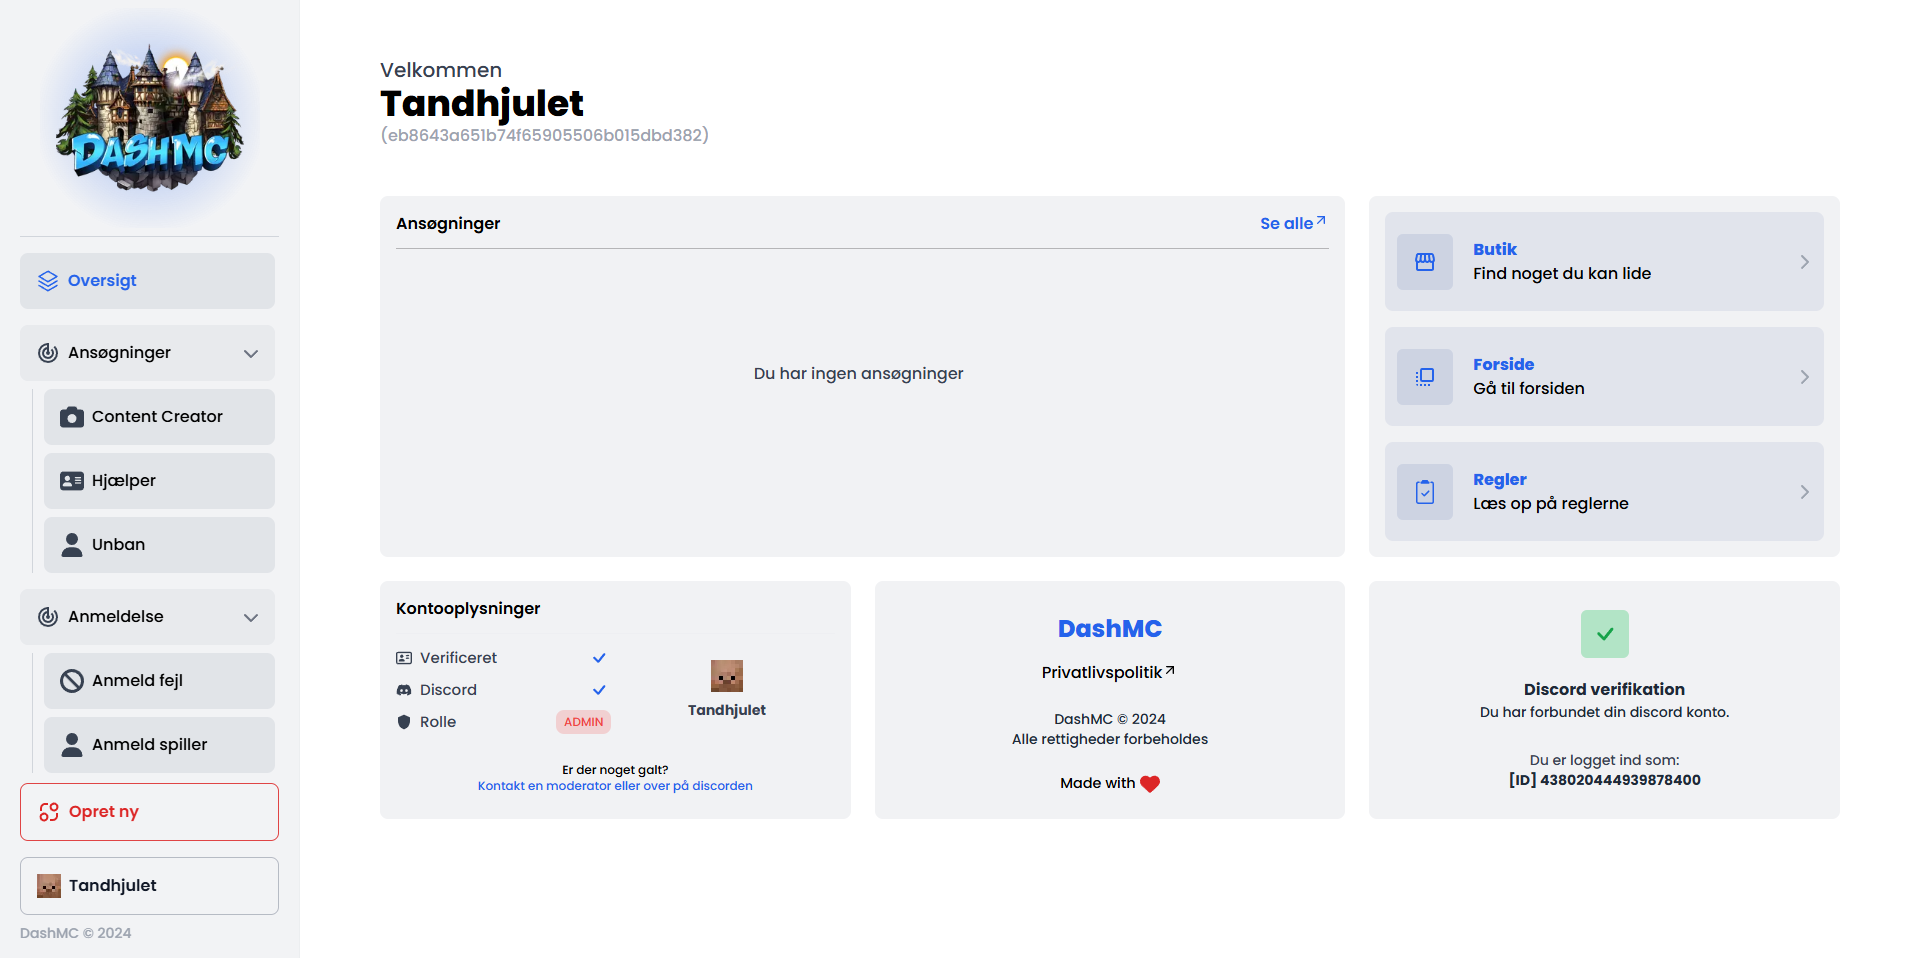 DASHMC
Oversigt
Ansøgninger
Content Creator
Hjælper
Unban
Anmeldelse
Anmeld fejl
Anmeld spiller
Opret ny
Tandhjulet
DashMC © 2024
Velkommen
Tandhjulet
(eb8643a651b74f65905506b015dbd382)
Ansøgninger
Se alle
Du har ingen ansøgninger
Butik
Find noget du kan lide
Forside
Gå til forsiden
Regler
Læs op på reglerne
Kontooplysninger
Verificeret
Discord
Rolle
ADMIN
Tandhjulet
Er der noget galt?
Kontakt en moderator eller over på discorden
DashMC
Privatlivspolitik
DashMC © 2024
Alle rettigheder forbeholdes
Made with
Discord verifikation
Du har forbundet din discord konto.
Du er logget ind som:
[ID] 438020444939878400